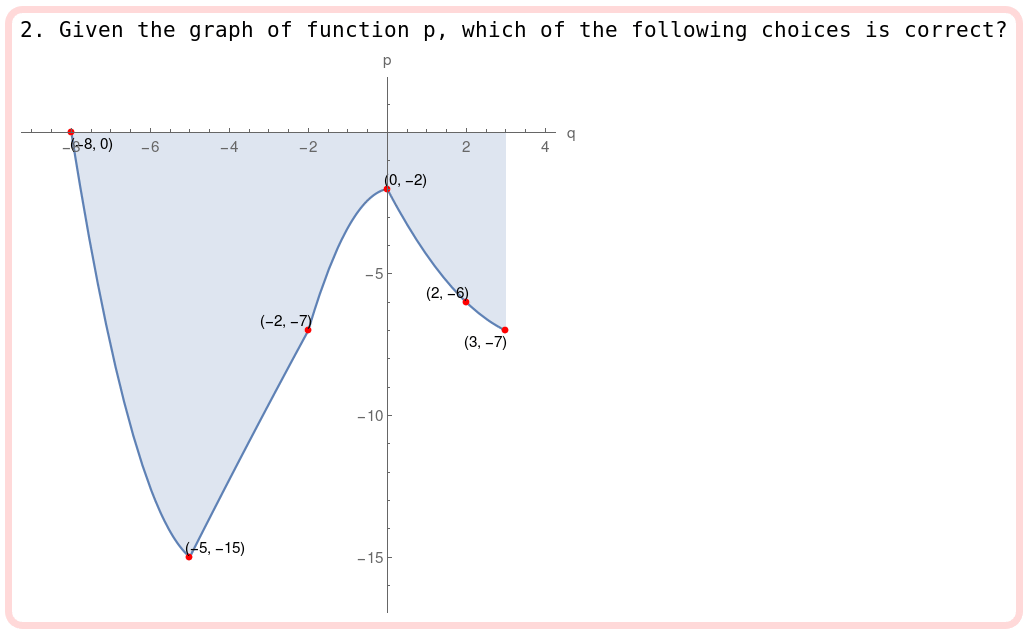 2. Given the graph of function p, which of the following choices is correct?
p
q
-8 -6 -4 -2 2 4
(-8, 0)
(0, -2)
-5
(2, -6)
(-2, -7)
(3, -7)
-10
(-5, -15)
-15